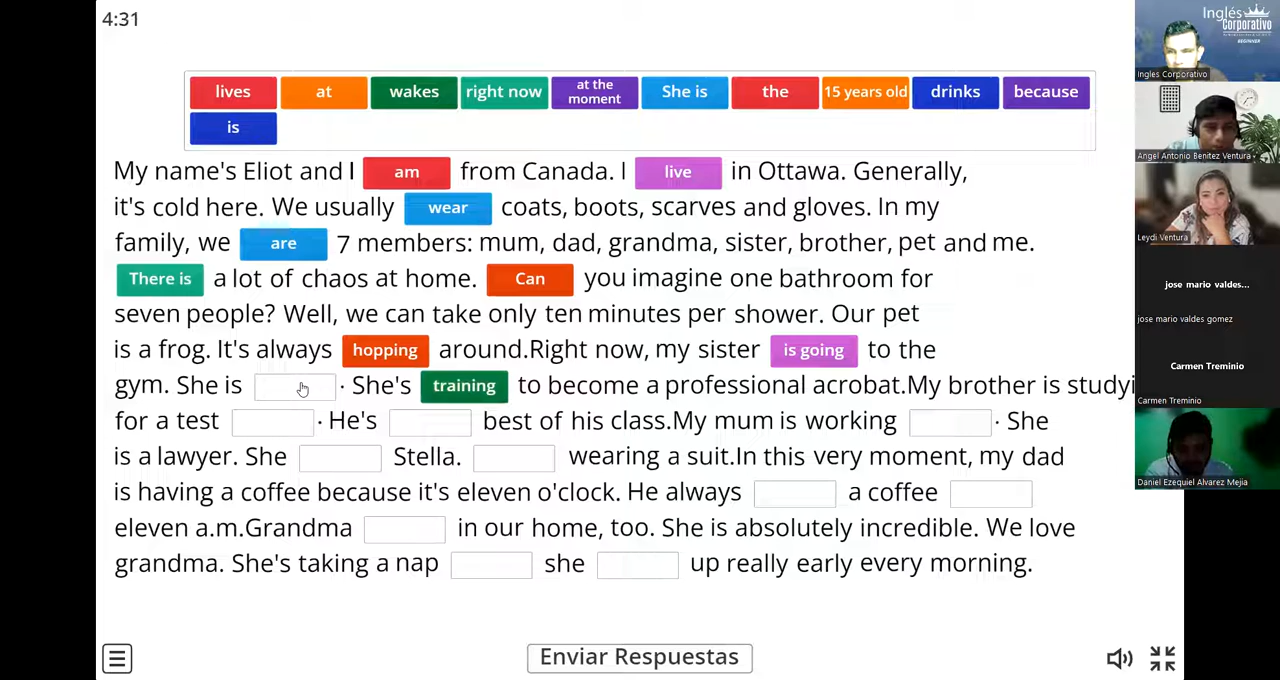 4:31
lives at wakes right now at the moment She is the 15 years old drinks because
is
My name's Eliot and I am from Canada. I live in Ottawa. Generally,
it's cold here. We usually wear coats, boots, scarves and gloves. In my
family, we are 7 members: mum, dad, grandma, sister, brother, pet and me.
There is a lot of chaos at home. Can you imagine one bathroom for
seven people? Well, we can take only ten minutes per shower. Our pet
is a frog. It's always hopping around.Right now, my sister is going to the
gym. She is . She's training to become a professional acrobat.My brother is studyi
for a test . He's best of his class.My mum is working . She
is a lawyer. She Stella. wearing a suit.In this very moment, my dad
is having a coffee because it's eleven o'clock. He always a coffee
eleven a.m.Grandma in our home, too. She is absolutely incredible. We love
grandma. She's taking a nap she up really early every morning.
Enviar Respuestas
Inglés
Corporativo
BEGINNER
Ingles Corporativo
Angel Antonio Benitez Ventura
Leydi Ventura
jose mario valdes...
jose mario valdes gomez
Carmen Treminio
Carmen Treminio
Daniel Ezequiel Alvarez Mejia